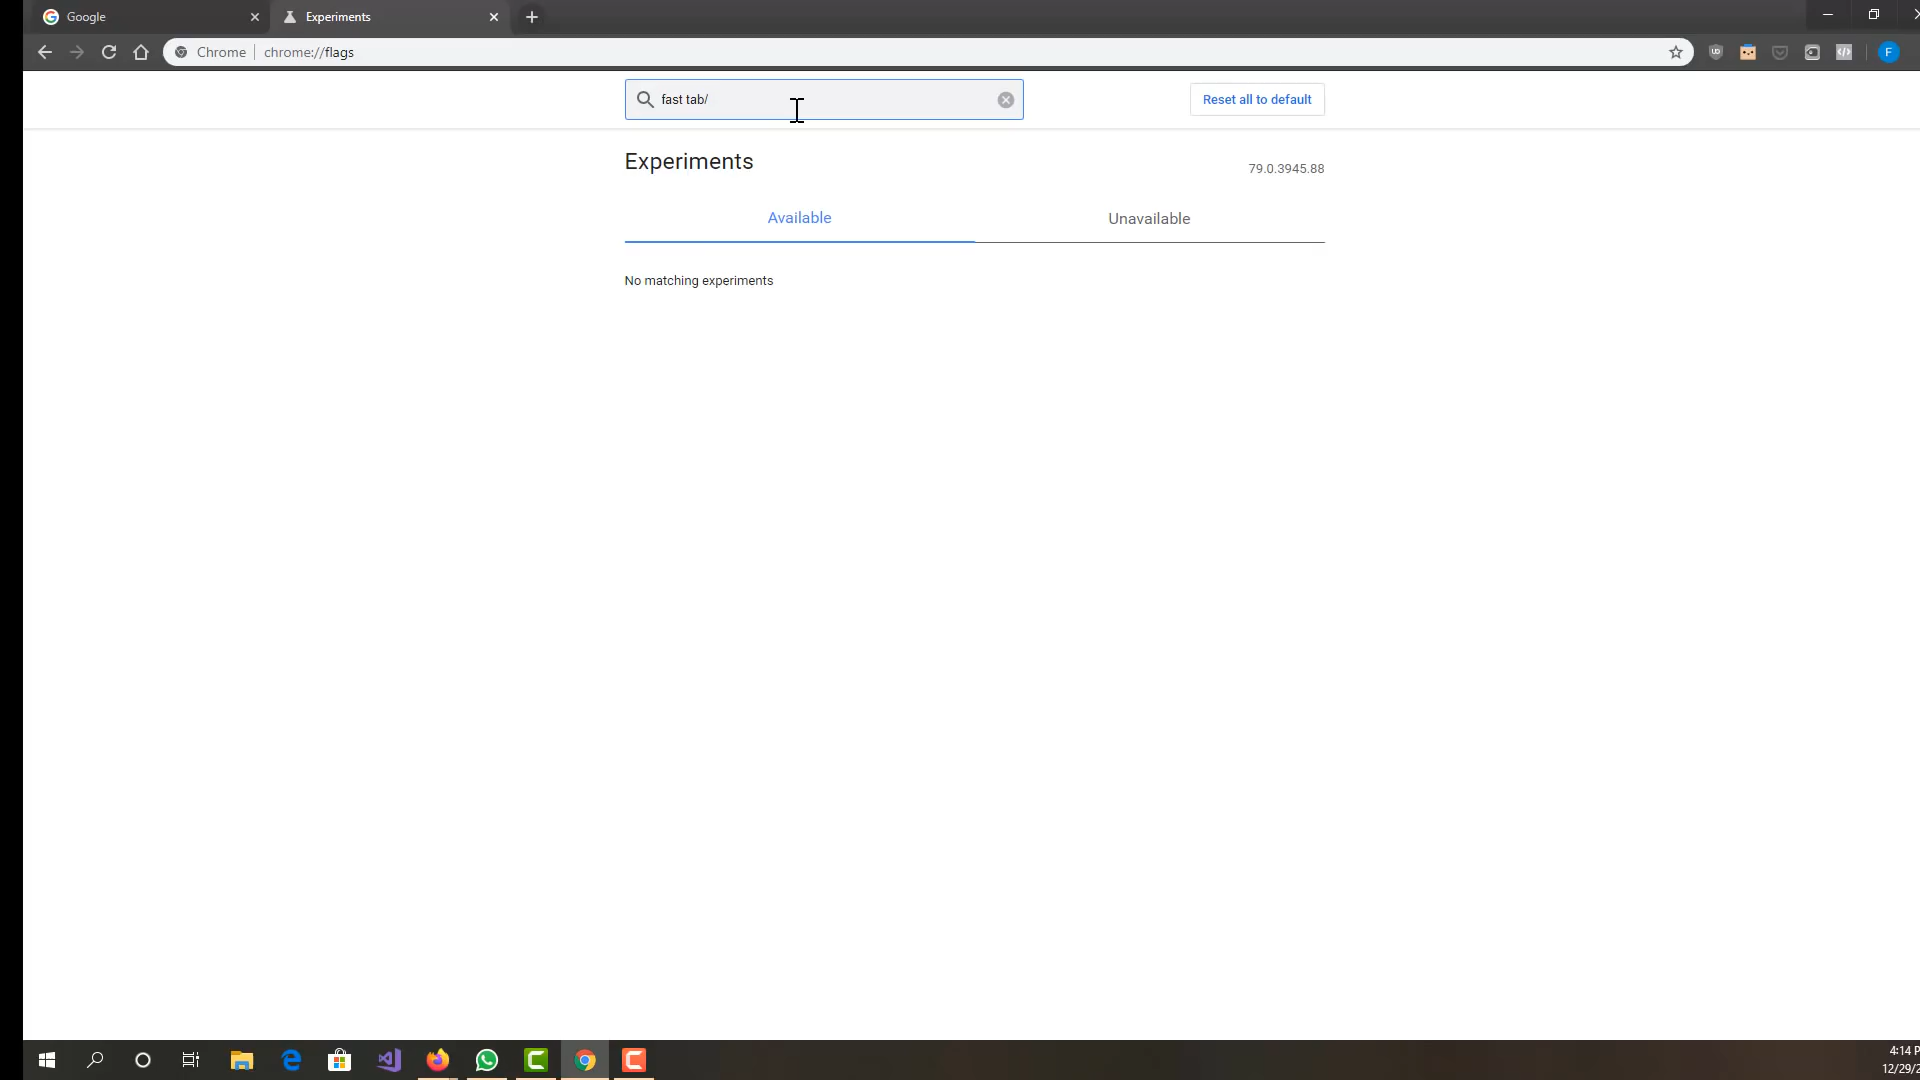 Google
Experiments
Chrome
chrome://flags
F
fast tab/
Reset all to default
Experiments
79.0.3945.88
Available
Unavailable
No matching experiments
4:14 P
12/29/2